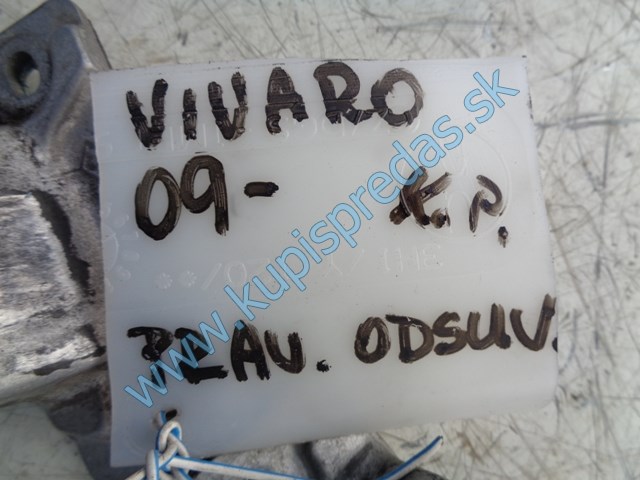 VIVARO
09- K.P.
PRAV. ODSUV.
www.kupispredas.sk